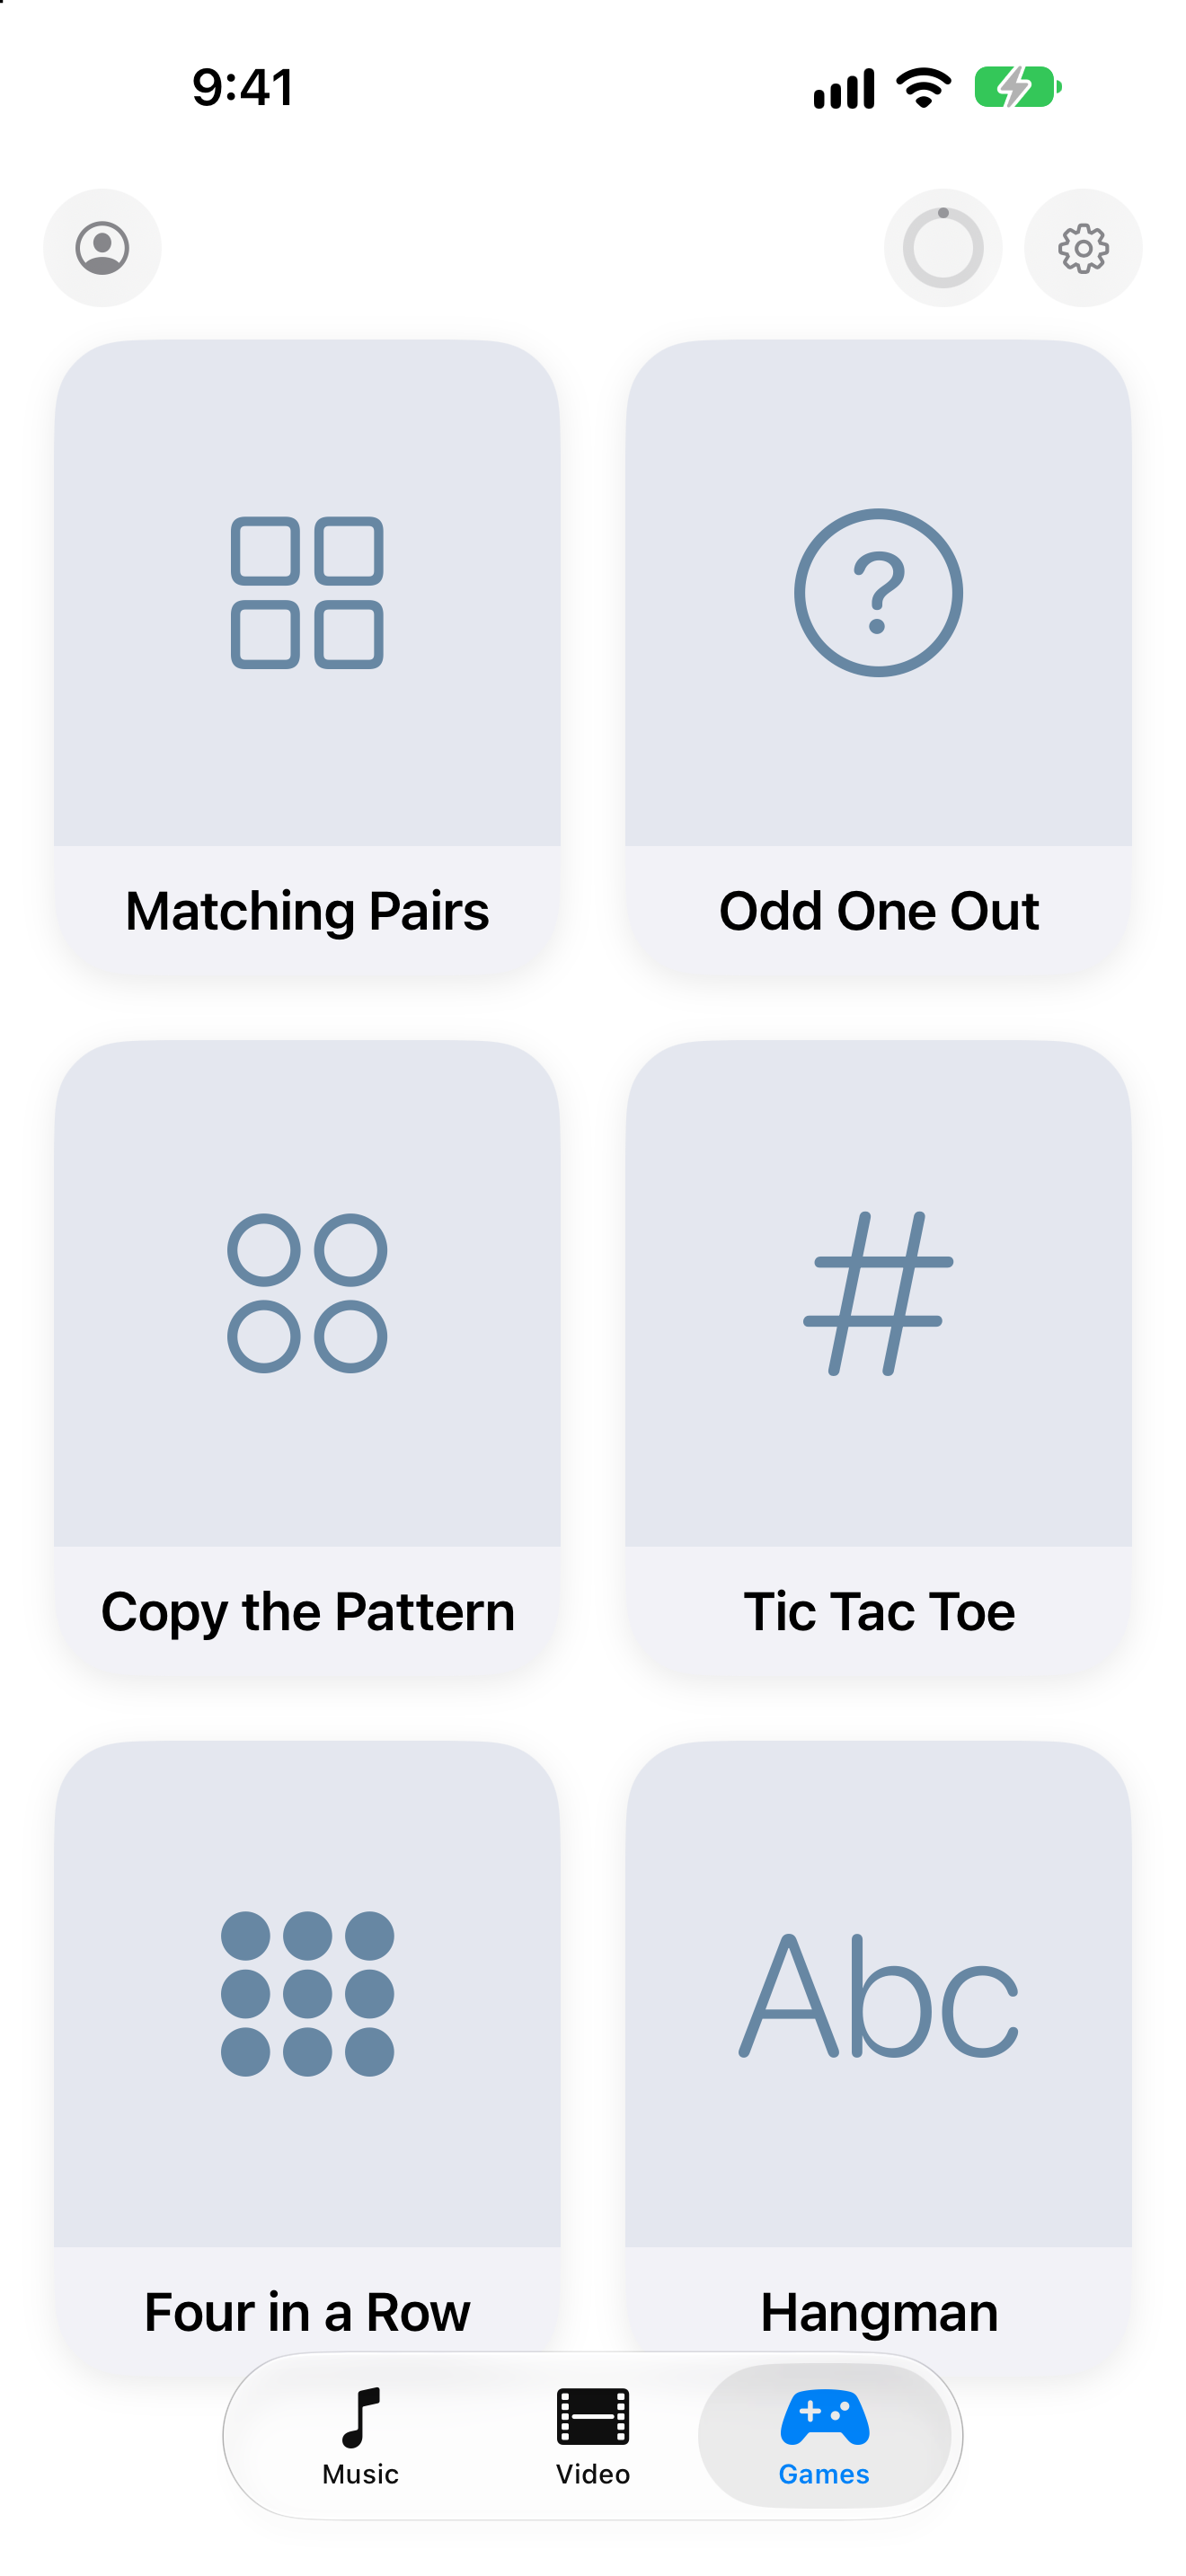 9:41
Matching Pairs
Odd One Out
Copy the Pattern
Tic Tac Toe
Abc
Four in a Row
Hangman
Music
Video
Games